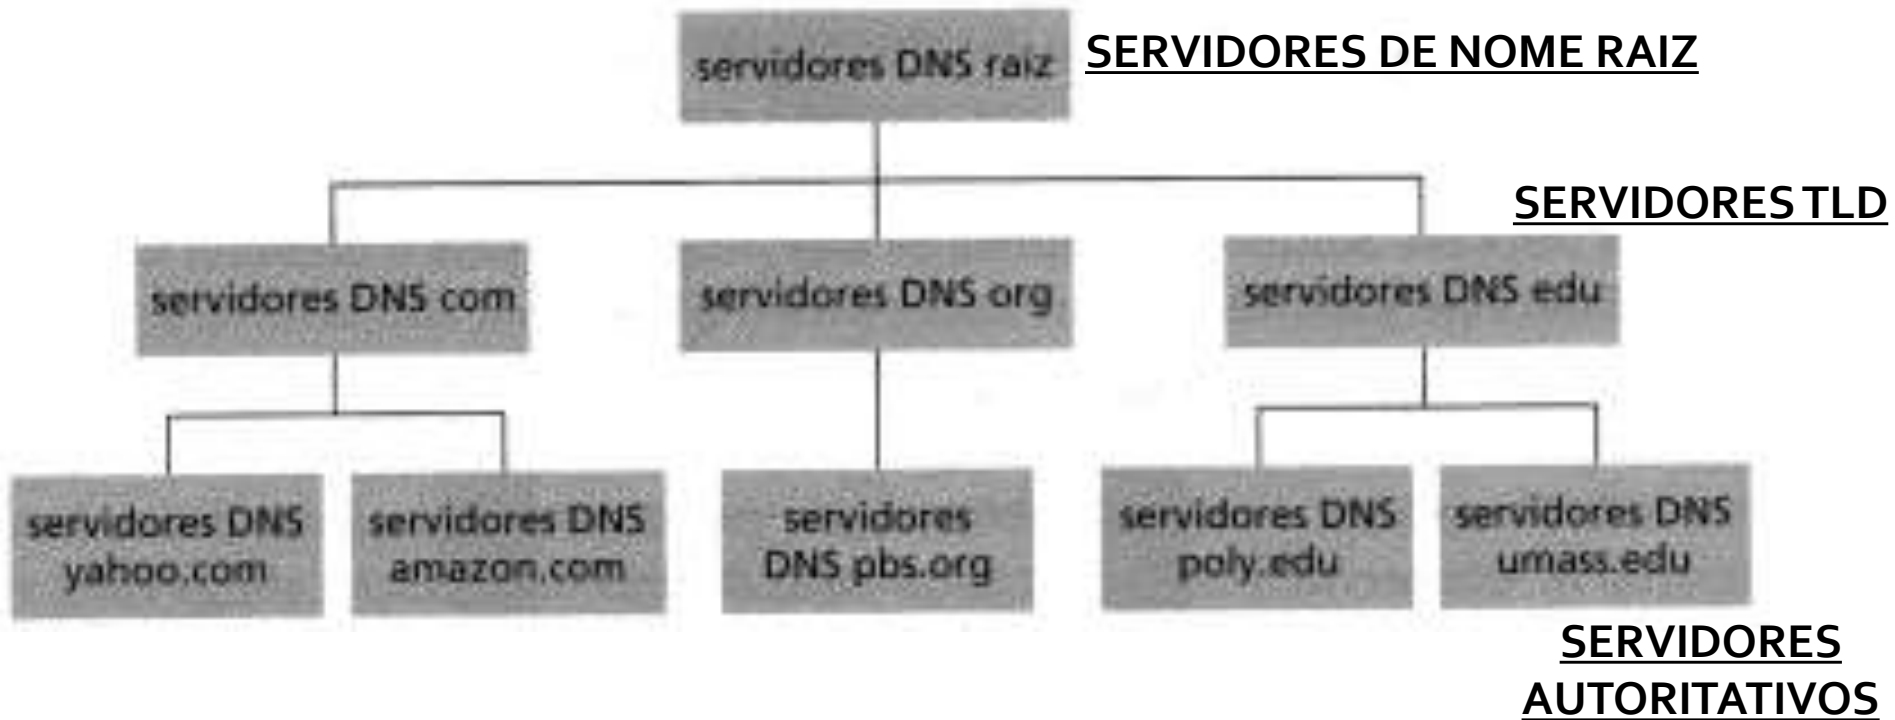 servidores DNS raiz
SERVIDORES DE NOME RAIZ
SERVIDORES TLD
servidores DNS com
servidores DNS org
servidores DNS edu
servidores DNS
yahoo.com
servidores DNS
amazon.com
servidores
DNS pbs.org
servidores DNS
poly.edu
servidores DNS
umass.edu
SERVIDORES
AUTORITATIVOS